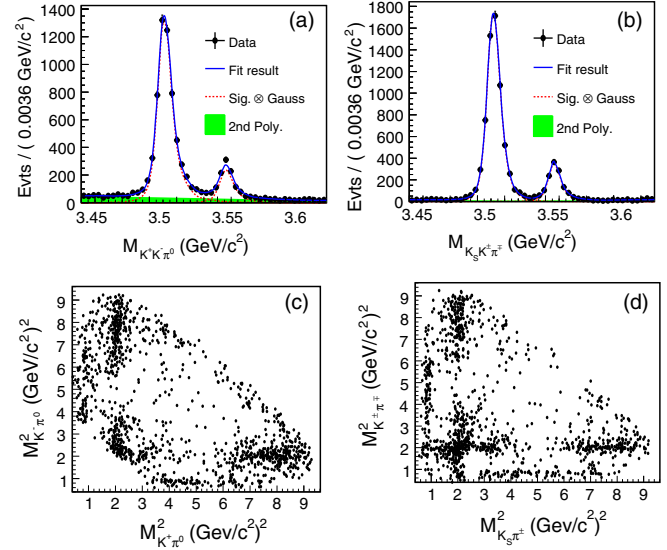 (a)
Data
Fit result
Sig. ⊗ Gauss
2nd Poly.
Evts / ( 0.0036 GeV/c²)
1400
1200
1000
800
600
400
200
0
3.45 3.5 3.55 3.6
M_{K⁺K⁻π⁰} (GeV/c²)
(b)
Data
Fit result
Sig. ⊗ Gauss
2nd Poly.
Evts / ( 0.0036 GeV/c²)
1800
1600
1400
1200
1000
800
600
400
200
0
3.45 3.5 3.55 3.6
M_{K_S K^±π^∓} (GeV/c²)
(c)
M²_{K⁻π⁰} (GeV/c²)²
9
8
7
6
5
4
3
2
1
1 2 3 4 5 6 7 8 9
M²_{K⁺π⁰} (GeV/c²)²
(d)
M²_{K^±π^∓} (GeV/c²)²
9
8
7
6
5
4
3
2
1
1 2 3 4 5 6 7 8 9
M²_{K_Sπ^±} (GeV/c²)²